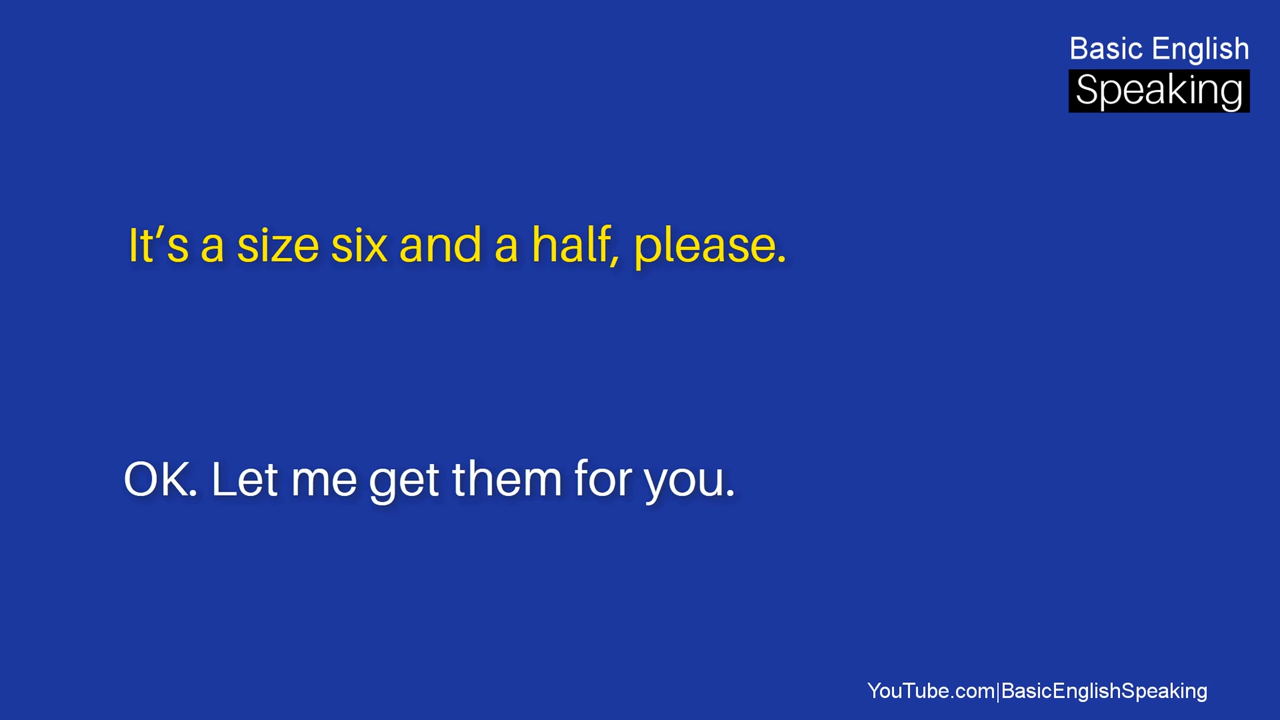 Basic English
Speaking
It’s a size six and a half, please.
OK. Let me get them for you.
YouTube.com|BasicEnglishSpeaking